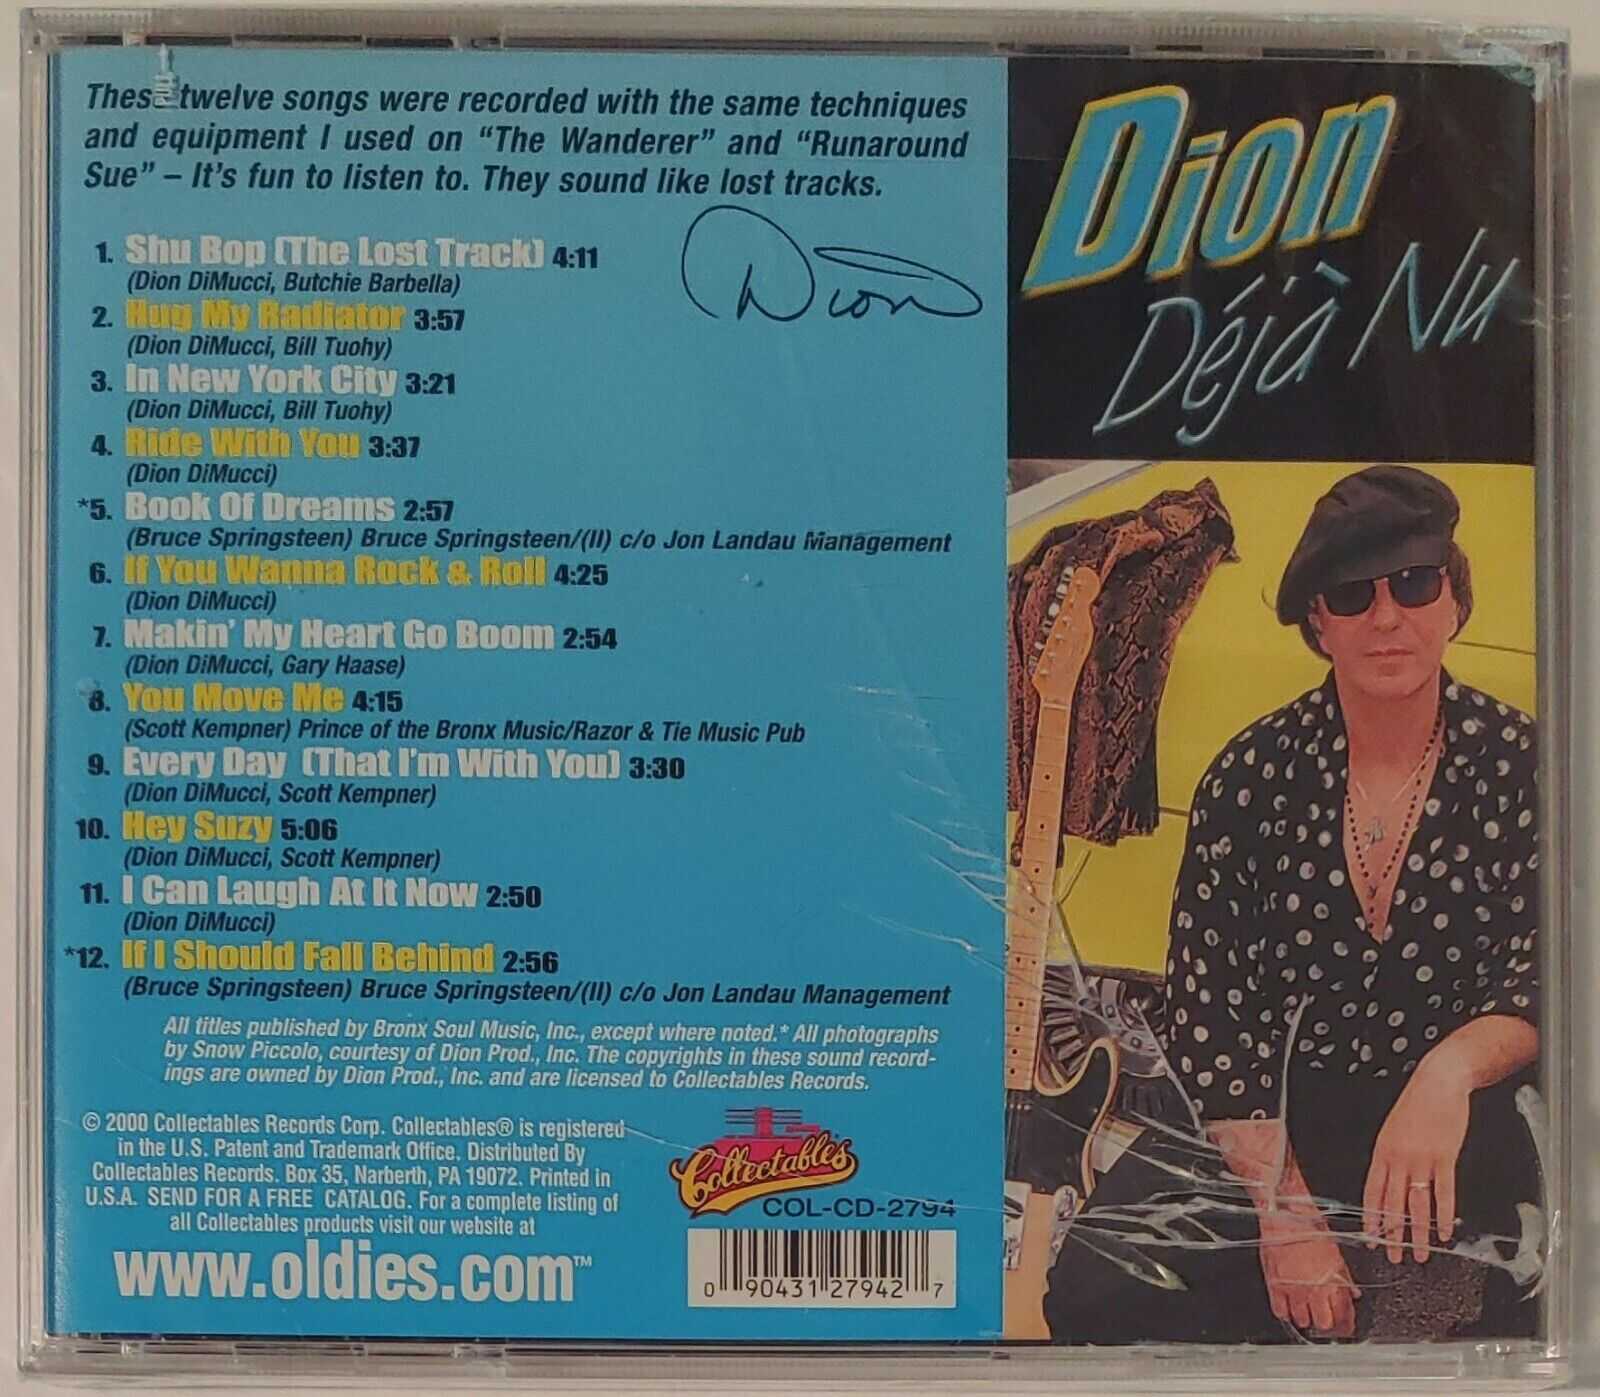 These twelve songs were recorded with the same techniques
and equipment I used on “The Wanderer” and “Runaround
Sue” – It's fun to listen to. They sound like lost tracks.
Dion
1. Shu Bop (The Lost Track) 4:11
(Dion DiMucci, Butchie Barbella)
2. Hug My Radiator 3:57
(Dion DiMucci, Bill Tuohy)
3. In New York City 3:21
(Dion DiMucci, Bill Tuohy)
4. Ride With You 3:37
(Dion DiMucci)
*5. Book Of Dreams 2:57
(Bruce Springsteen) Bruce Springsteen/(II) c/o Jon Landau Management
6. If You Wanna Rock & Roll 4:25
(Dion DiMucci)
7. Makin' My Heart Go Boom 2:54
(Dion DiMucci, Gary Haase)
8. You Move Me 4:15
(Scott Kempner) Prince of the Bronx Music/Razor & Tie Music Pub
9. Every Day (That I'm With You) 3:30
(Dion DiMucci, Scott Kempner)
10. Hey Suzy 5:06
(Dion DiMucci, Scott Kempner)
11. I Can Laugh At It Now 2:50
(Dion DiMucci)
*12. If I Should Fall Behind 2:56
(Bruce Springsteen) Bruce Springsteen/(II) c/o Jon Landau Management
All titles published by Bronx Soul Music, Inc., except where noted.* All photographs
by Snow Piccolo, courtesy of Dion Prod., Inc. The copyrights in these sound record-
ings are owned by Dion Prod., Inc. and are licensed to Collectables Records.
© 2000 Collectables Records Corp. Collectables® is registered
in the U.S. Patent and Trademark Office. Distributed By
Collectables Records. Box 35, Narberth, PA 19072. Printed in
U.S.A. SEND FOR A FREE CATALOG. For a complete listing of
all Collectables products visit our website at
www.oldies.com™
Collectables
COL-CD-2794
0 90431 27942 7
Dion
Déjà Nu